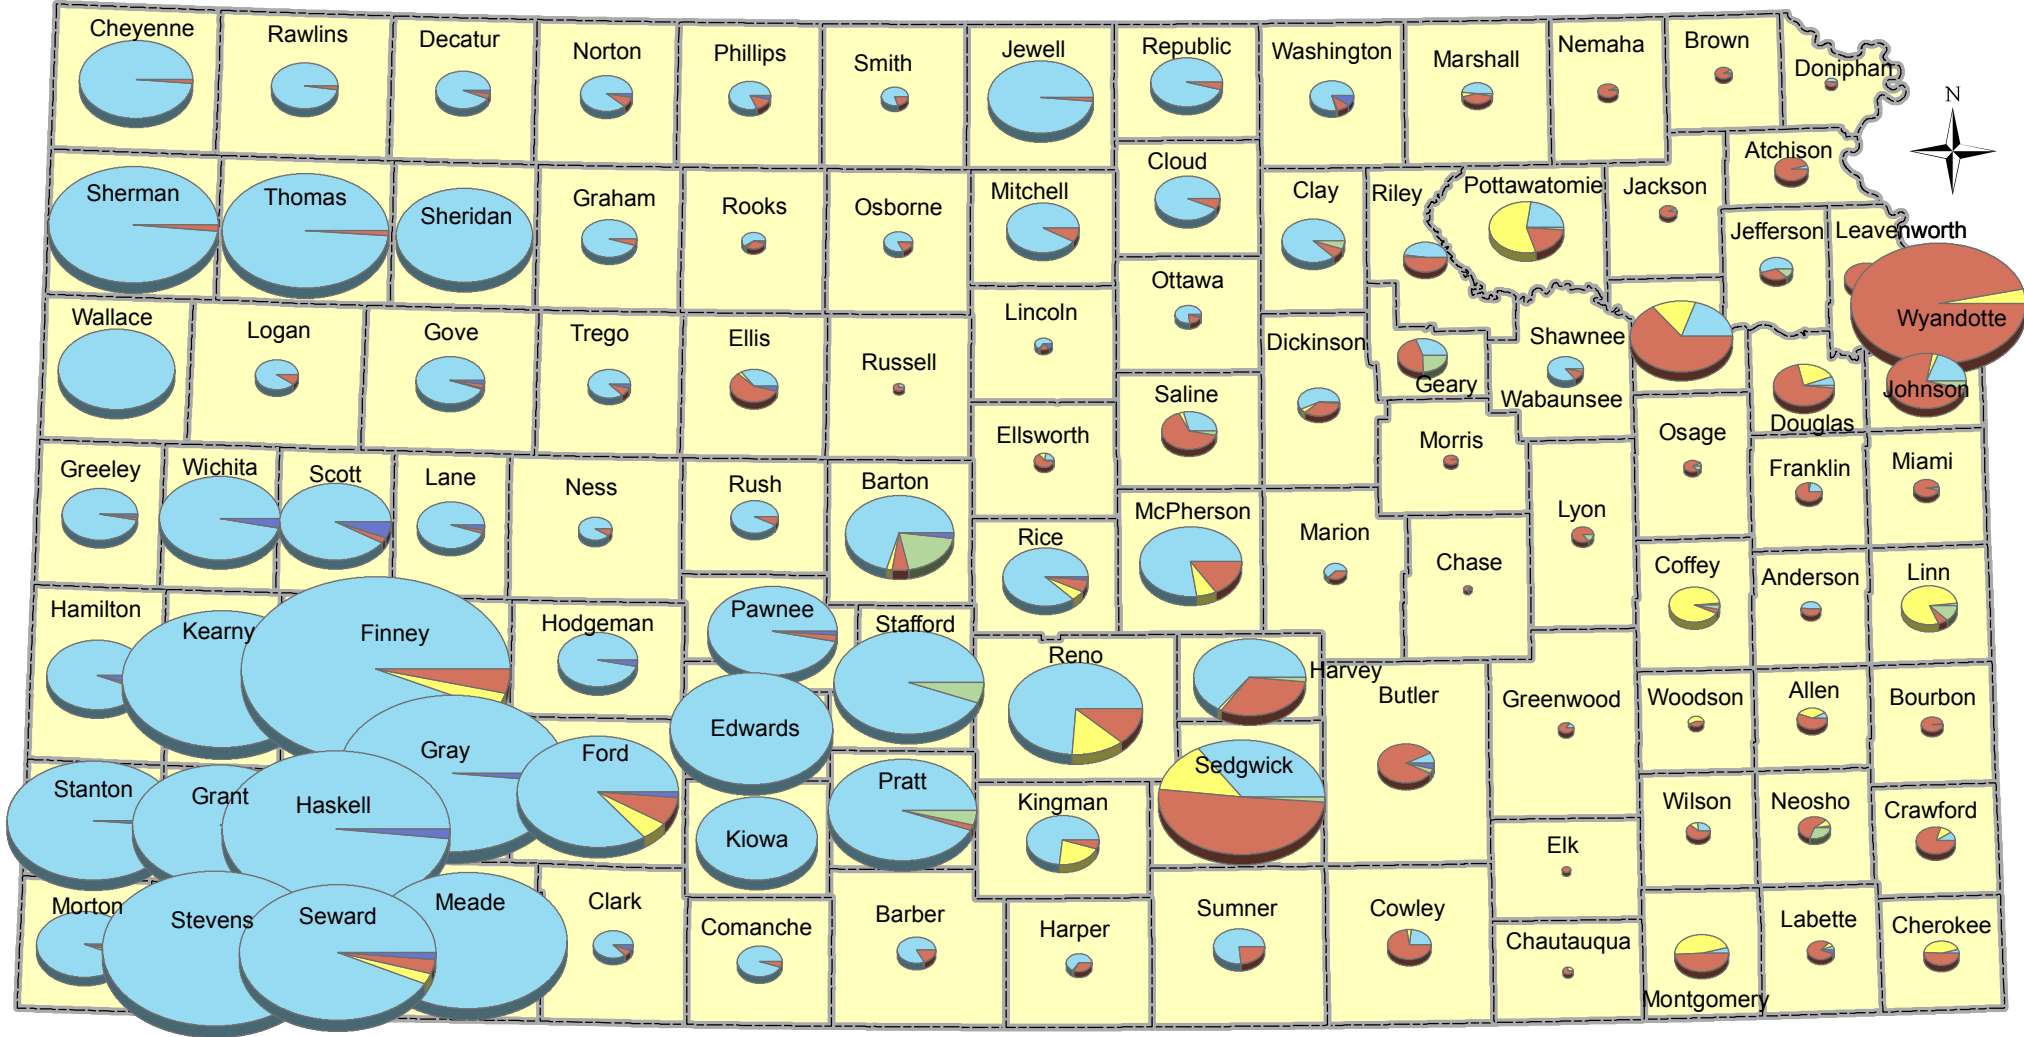 Cheyenne
Rawlins
Decatur
Norton
Phillips
Smith
Jewell
Republic
Washington
Marshall
Nemaha
Brown
Doniphan
N
Sherman
Thomas
Sheridan
Graham
Rooks
Osborne
Mitchell
Cloud
Clay
Riley
Pottawatomie
Jackson
Atchison
Jefferson
Leavenworth
Wyandotte
Wallace
Logan
Gove
Trego
Ellis
Russell
Lincoln
Ottawa
Saline
Dickinson
Geary
Shawnee
Wabaunsee
Douglas
Johnson
Greeley
Wichita
Scott
Lane
Ness
Rush
Barton
Ellsworth
Rice
McPherson
Marion
Morris
Chase
Lyon
Osage
Franklin
Miami
Hamilton
Kearny
Finney
Hodgeman
Pawnee
Stafford
Reno
Harvey
Butler
Greenwood
Coffey
Anderson
Linn
Woodson
Allen
Bourbon
Stanton
Grant
Haskell
Gray
Ford
Edwards
Kiowa
Pratt
Kingman
Sedgwick
Elk
Wilson
Neosho
Crawford
Morton
Stevens
Seward
Meade
Clark
Comanche
Barber
Harper
Sumner
Cowley
Chautauqua
Montgomery
Labette
Cherokee